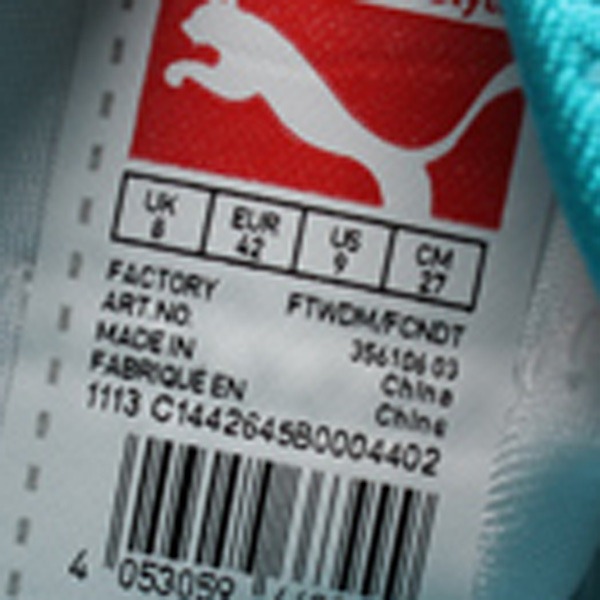 UK EUR US CM
8 42 9 27
FACTORY FTWDM/FCNDT
ART.NO. 356106 03
MADE IN China
FABRIQUE EN China
1113 C1442645B0004402
4 053059